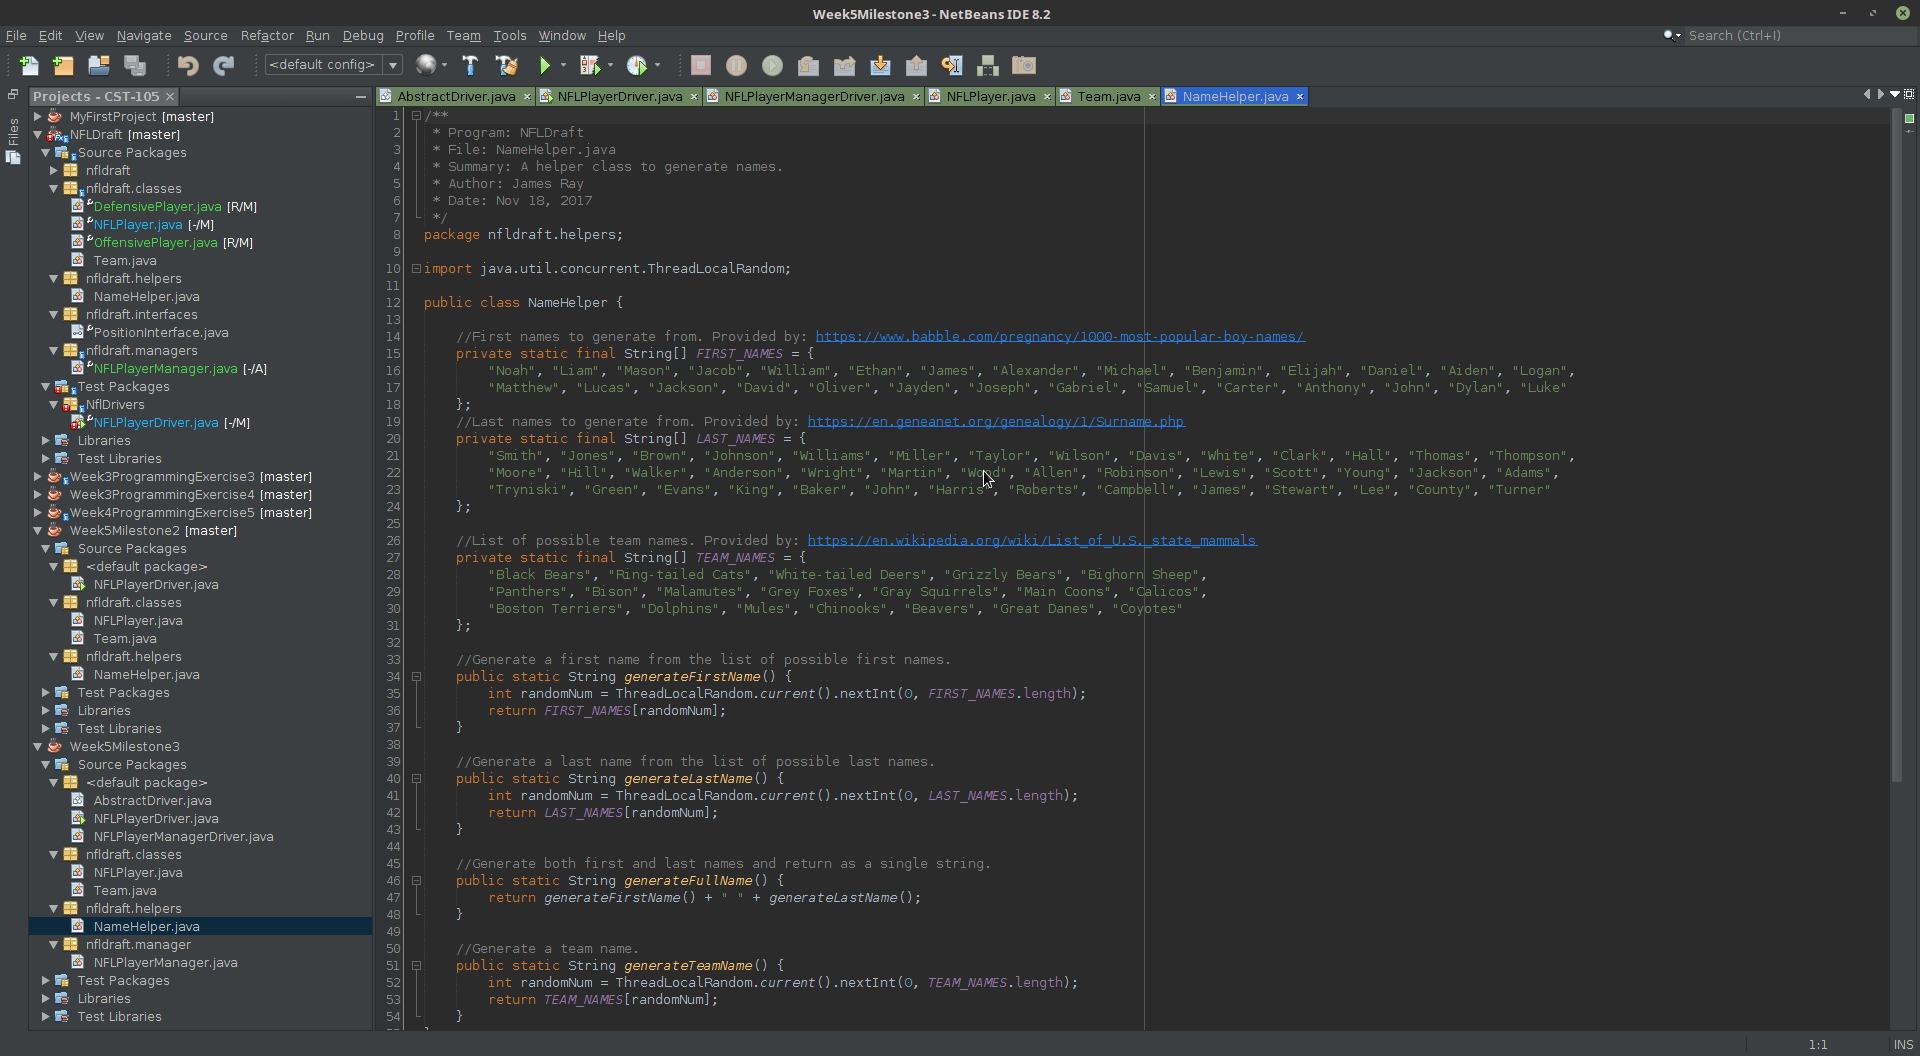 Week5Milestone3 - NetBeans IDE 8.2
File Edit View Navigate Source Refactor Run Debug Profile Team Tools Window Help
Search (Ctrl+I)
<default config>
Files
Projects - CST-105
MyFirstProject [master]
NFLDraft [master]
Source Packages
nfldraft
nfldraft.classes
DefensivePlayer.java [R/M]
NFLPlayer.java [-/M]
OffensivePlayer.java [R/M]
Team.java
nfldraft.helpers
NameHelper.java
nfldraft.interfaces
PositionInterface.java
nfldraft.managers
NFLPlayerManager.java [-/A]
Test Packages
NflDrivers
NFLPlayerDriver.java [-/M]
Libraries
Test Libraries
Week3ProgrammingExercise3 [master]
Week3ProgrammingExercise4 [master]
Week4ProgrammingExercise5 [master]
Week5Milestone2 [master]
Source Packages
<default package>
NFLPlayerDriver.java
nfldraft.classes
NFLPlayer.java
Team.java
nfldraft.helpers
NameHelper.java
Test Packages
Libraries
Test Libraries
Week5Milestone3
Source Packages
<default package>
AbstractDriver.java
NFLPlayerDriver.java
NFLPlayerManagerDriver.java
nfldraft.classes
NFLPlayer.java
Team.java
nfldraft.helpers
NameHelper.java
nfldraft.manager
NFLPlayerManager.java
Test Packages
Libraries
Test Libraries
AbstractDriver.java NFLPlayerDriver.java NFLPlayerManagerDriver.java NFLPlayer.java Team.java NameHelper.java
1 /**
2 * Program: NFLDraft
3 * File: NameHelper.java
4 * Summary: A helper class to generate names.
5 * Author: James Ray
6 * Date: Nov 18, 2017
7 */
8 package nfldraft.helpers;
9
10 import java.util.concurrent.ThreadLocalRandom;
11
12 public class NameHelper {
13
14 //First names to generate from. Provided by: https://www.babble.com/pregnancy/1000-most-popular-boy-names/
15 private static final String[] FIRST_NAMES = {
16 "Noah", "Liam", "Mason", "Jacob", "William", "Ethan", "James", "Alexander", "Michael", "Benjamin", "Elijah", "Daniel", "Aiden", "Logan",
17 "Matthew", "Lucas", "Jackson", "David", "Oliver", "Jayden", "Joseph", "Gabriel", "Samuel", "Carter", "Anthony", "John", "Dylan", "Luke"
18 };
19 //Last names to generate from. Provided by: https://en.geneanet.org/genealogy/1/Surname.php
20 private static final String[] LAST_NAMES = {
21 "Smith", "Jones", "Brown", "Johnson", "Williams", "Miller", "Taylor", "Wilson", "Davis", "White", "Clark", "Hall", "Thomas", "Thompson",
22 "Moore", "Hill", "Walker", "Anderson", "Wright", "Martin", "Wood", "Allen", "Robinson", "Lewis", "Scott", "Young", "Jackson", "Adams",
23 "Tryniski", "Green", "Evans", "King", "Baker", "John", "Harris", "Roberts", "Campbell", "James", "Stewart", "Lee", "County", "Turner"
24 };
25
26 //List of possible team names. Provided by: https://en.wikipedia.org/wiki/List_of_U.S._state_mammals
27 private static final String[] TEAM_NAMES = {
28 "Black Bears", "Ring-tailed Cats", "White-tailed Deers", "Grizzly Bears", "Bighorn Sheep",
29 "Panthers", "Bison", "Malamutes", "Grey Foxes", "Gray Squirrels", "Main Coons", "Calicos",
30 "Boston Terriers", "Dolphins", "Mules", "Chinooks", "Beavers", "Great Danes", "Coyotes"
31 };
32
33 //Generate a first name from the list of possible first names.
34 public static String generateFirstName() {
35 int randomNum = ThreadLocalRandom.current().nextInt(0, FIRST_NAMES.length);
36 return FIRST_NAMES[randomNum];
37 }
38
39 //Generate a last name from the list of possible last names.
40 public static String generateLastName() {
41 int randomNum = ThreadLocalRandom.current().nextInt(0, LAST_NAMES.length);
42 return LAST_NAMES[randomNum];
43 }
44
45 //Generate both first and last names and return as a single string.
46 public static String generateFullName() {
47 return generateFirstName() + " " + generateLastName();
48 }
49
50 //Generate a team name.
51 public static String generateTeamName() {
52 int randomNum = ThreadLocalRandom.current().nextInt(0, TEAM_NAMES.length);
53 return TEAM_NAMES[randomNum];
54 }
1:1 INS